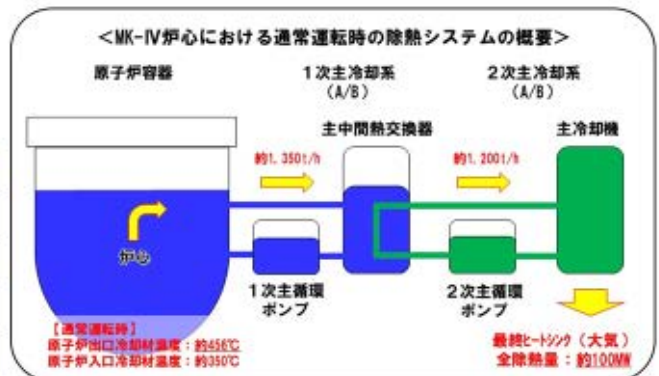 <MK-Ⅳ炉心における通常運転時の除熱システムの概要>
原子炉容器
1次主冷却系
(A/B)
2次主冷却系
(A/B)
主中間熱交換器
主冷却機
約1,350t/h
約1,200t/h
炉心
1次主循環
ポンプ
2次主循環
ポンプ
【通常運転時】
原子炉出口冷却材温度：約456℃
原子炉入口冷却材温度：約350℃
最終ヒートシンク（大気）
全除熱量：約100MW